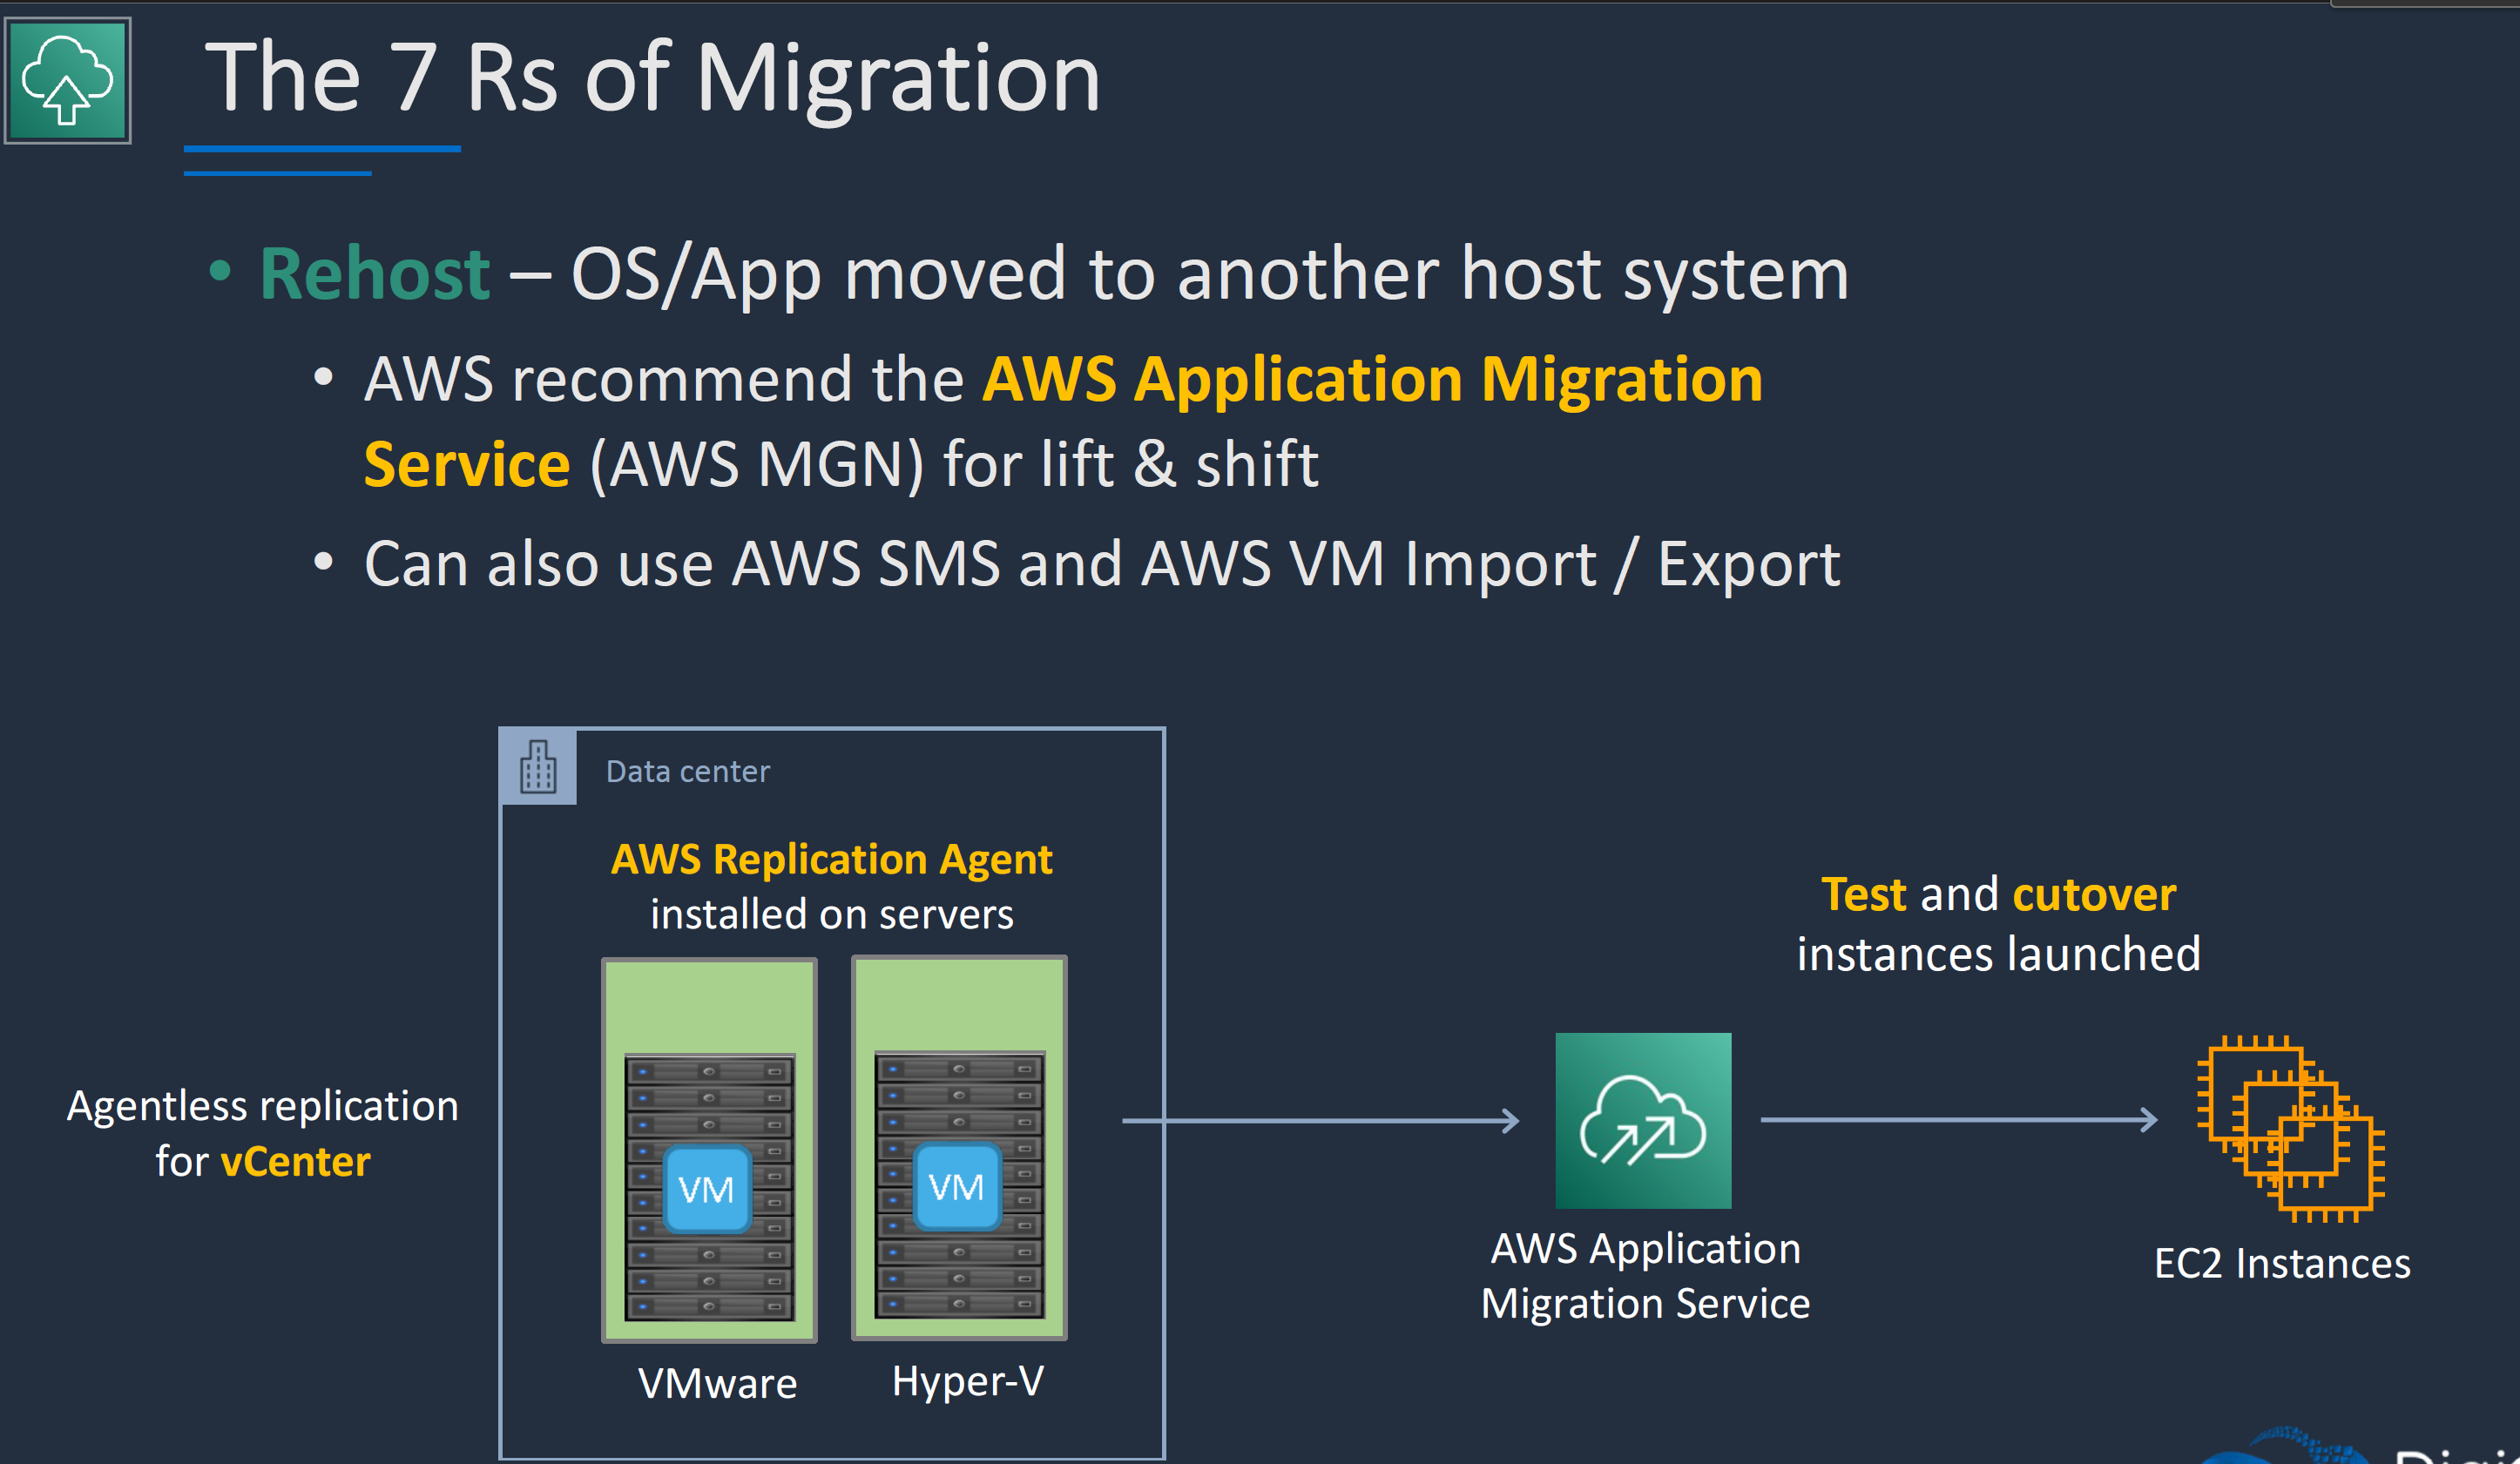 The 7 Rs of Migration
• Rehost – OS/App moved to another host system
• AWS recommend the AWS Application Migration
Service (AWS MGN) for lift & shift
• Can also use AWS SMS and AWS VM Import / Export
Data center
AWS Replication Agent
installed on servers
Agentless replication
for vCenter
VM
VM
VMware
Hyper-V
Test and cutover
instances launched
AWS Application
Migration Service
EC2 Instances